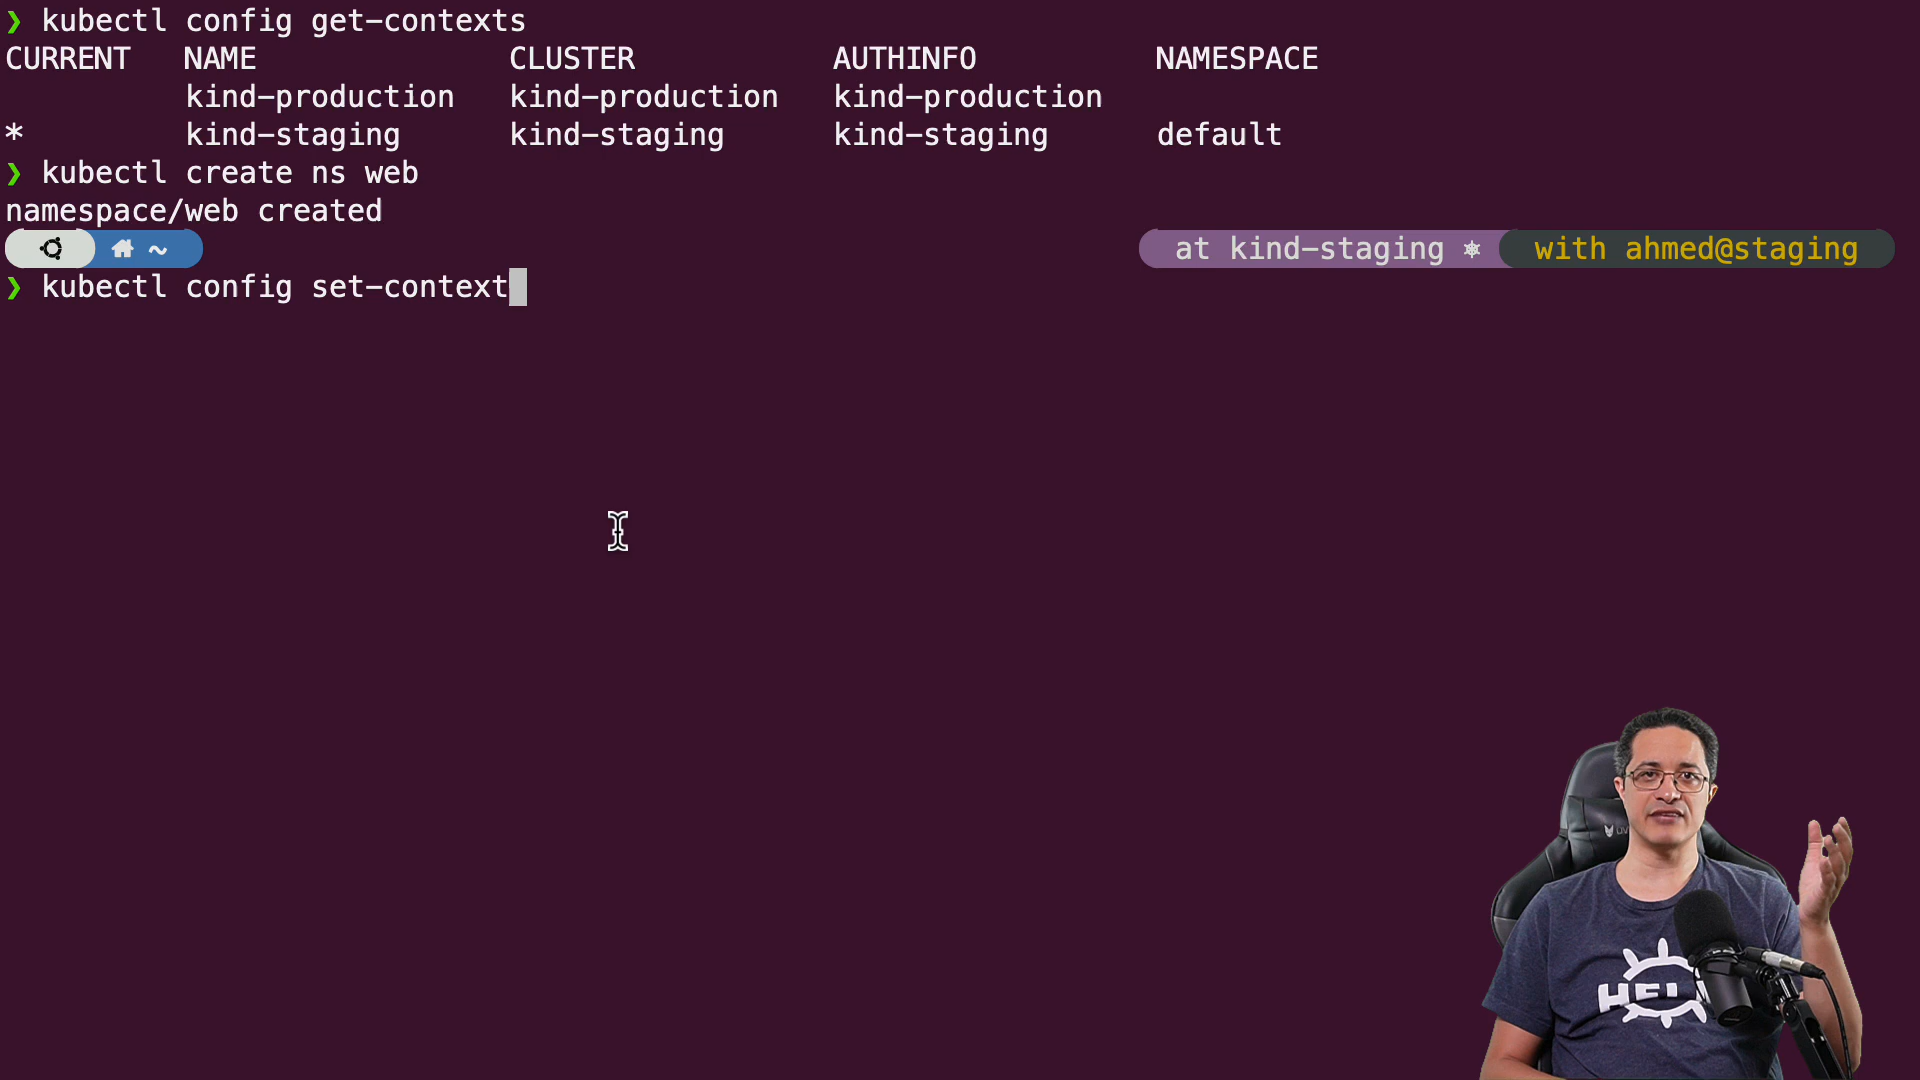 ❯ kubectl config get-contexts
CURRENT   NAME              CLUSTER           AUTHINFO          NAMESPACE
          kind-production   kind-production   kind-production
*         kind-staging      kind-staging      kind-staging      default
❯ kubectl create ns web
namespace/web created
~ at kind-staging ⎈ with ahmed@staging
❯ kubectl config set-context